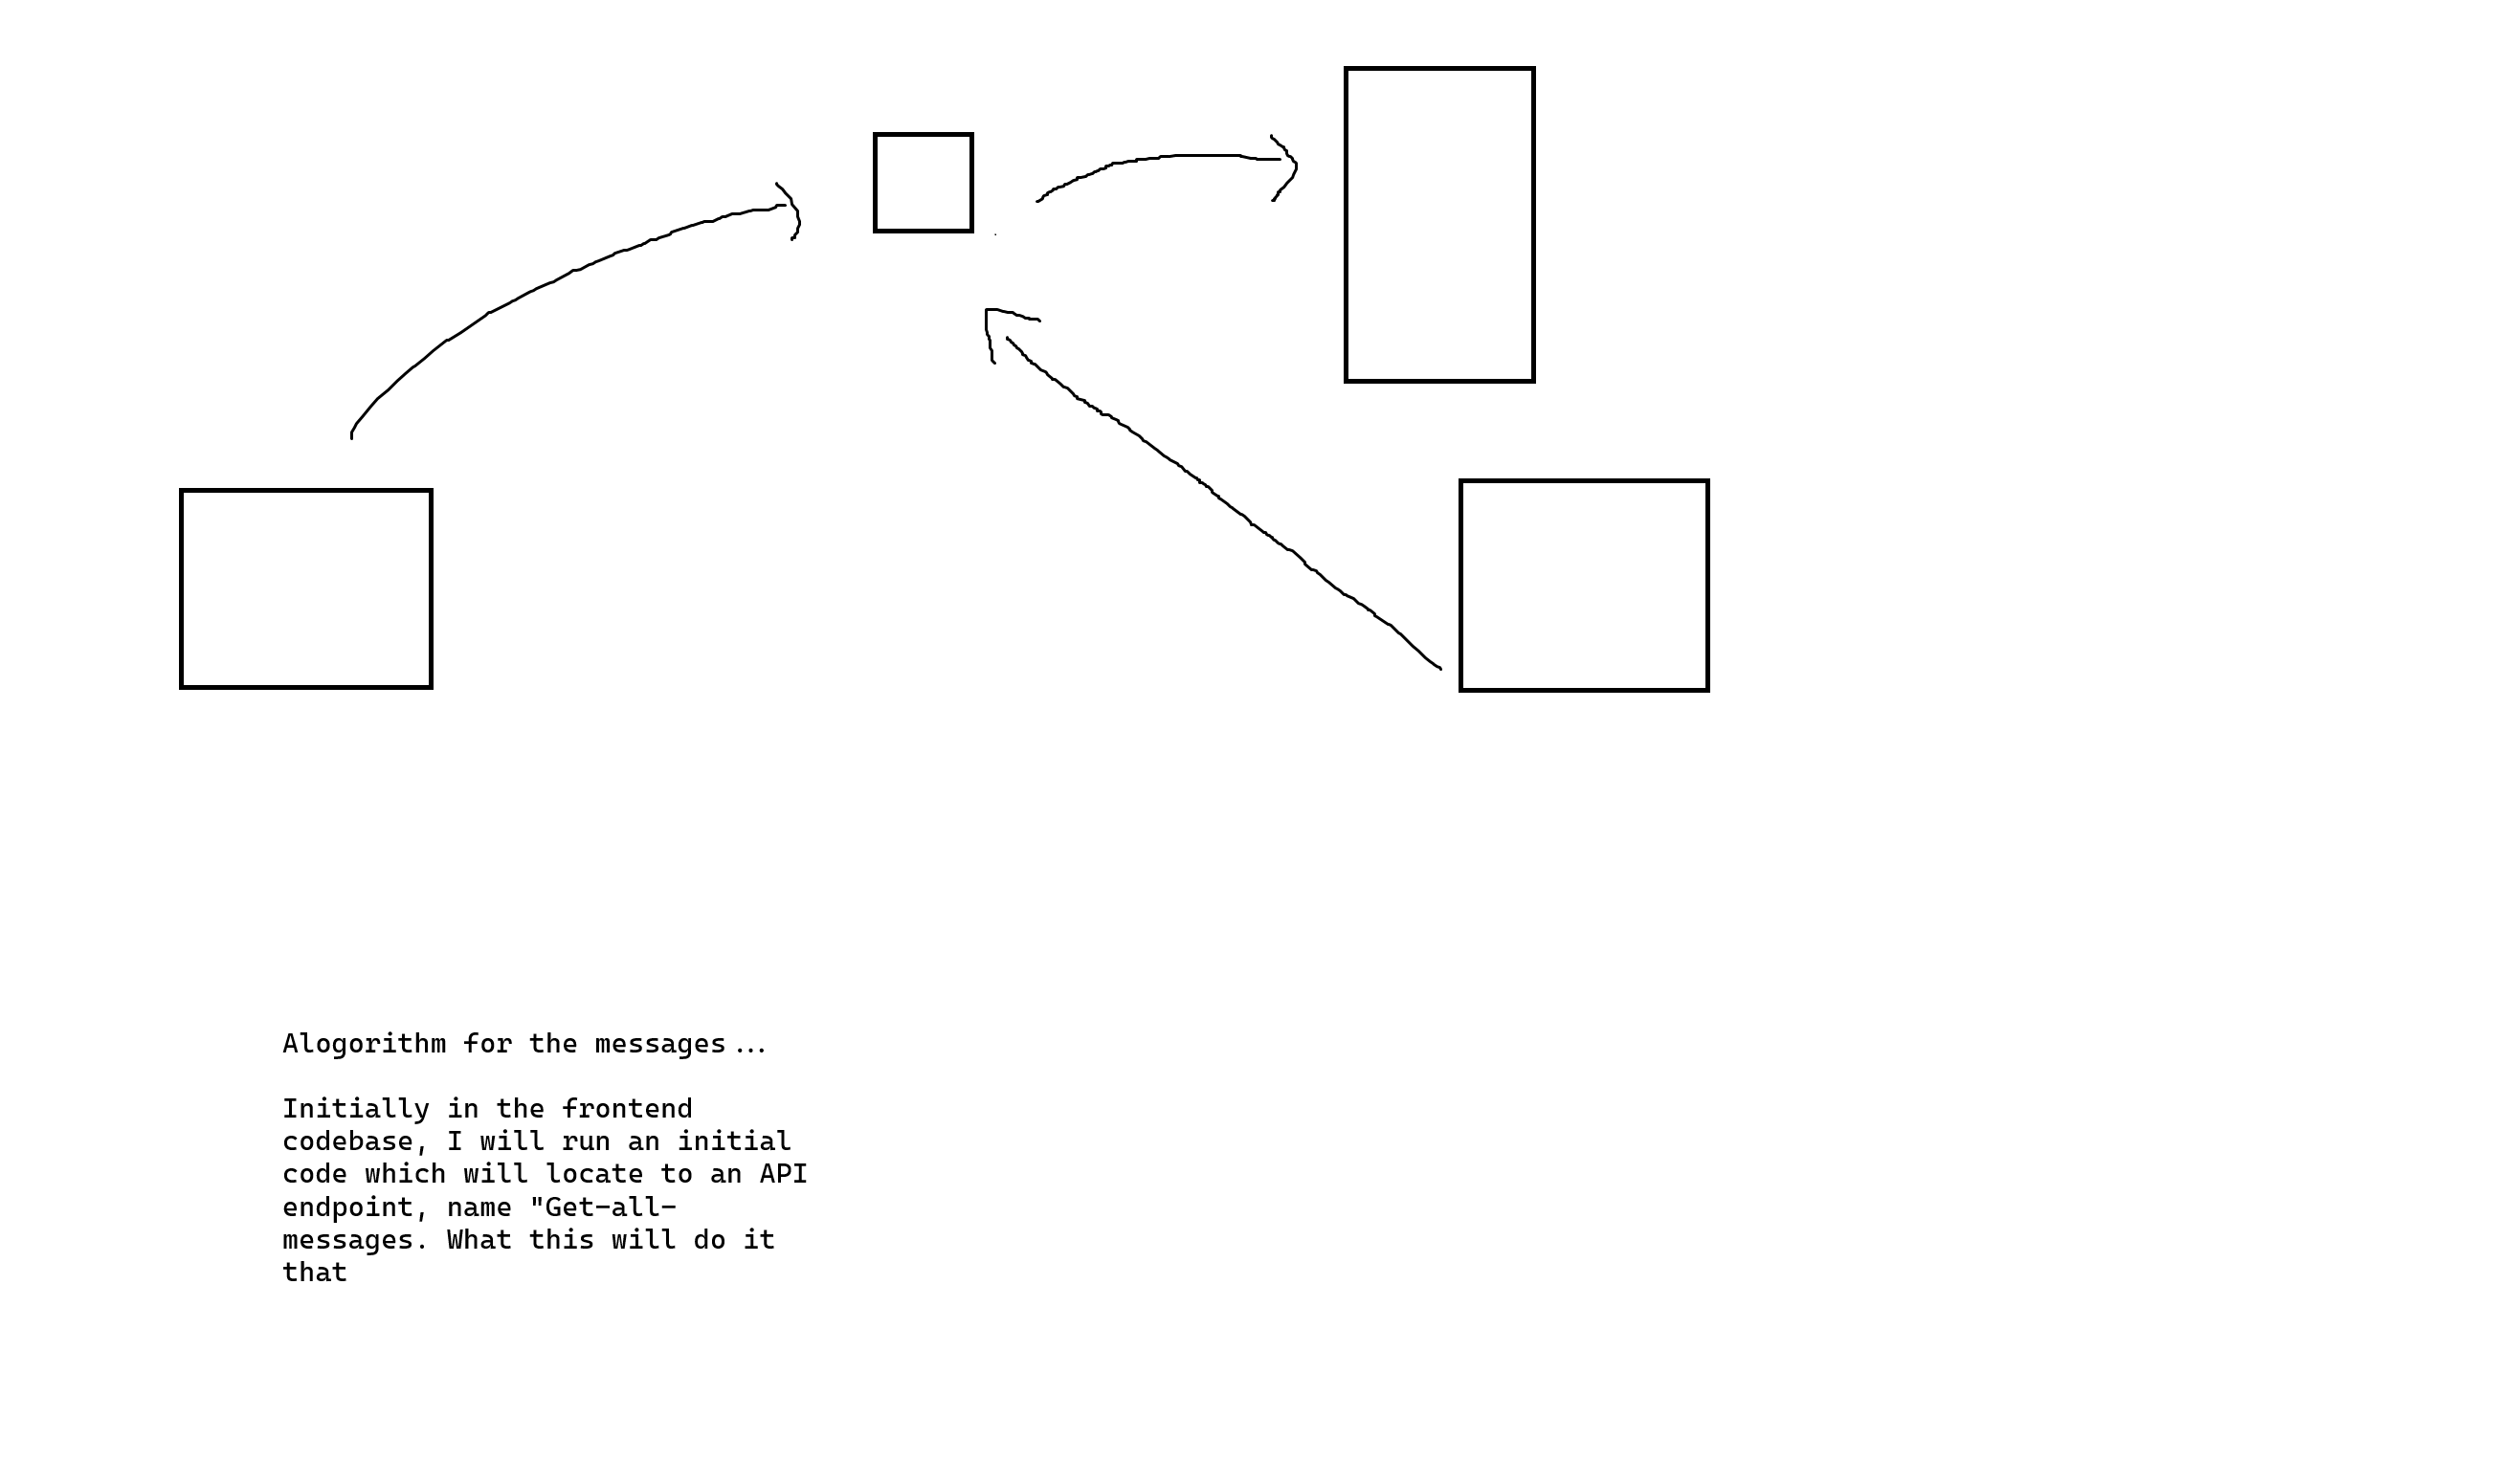 Alogorithm for the messages...
Initially in the frontend
codebase, I will run an initial
code which will locate to an API
endpoint, name "Get-all-
messages. What this will do it
that